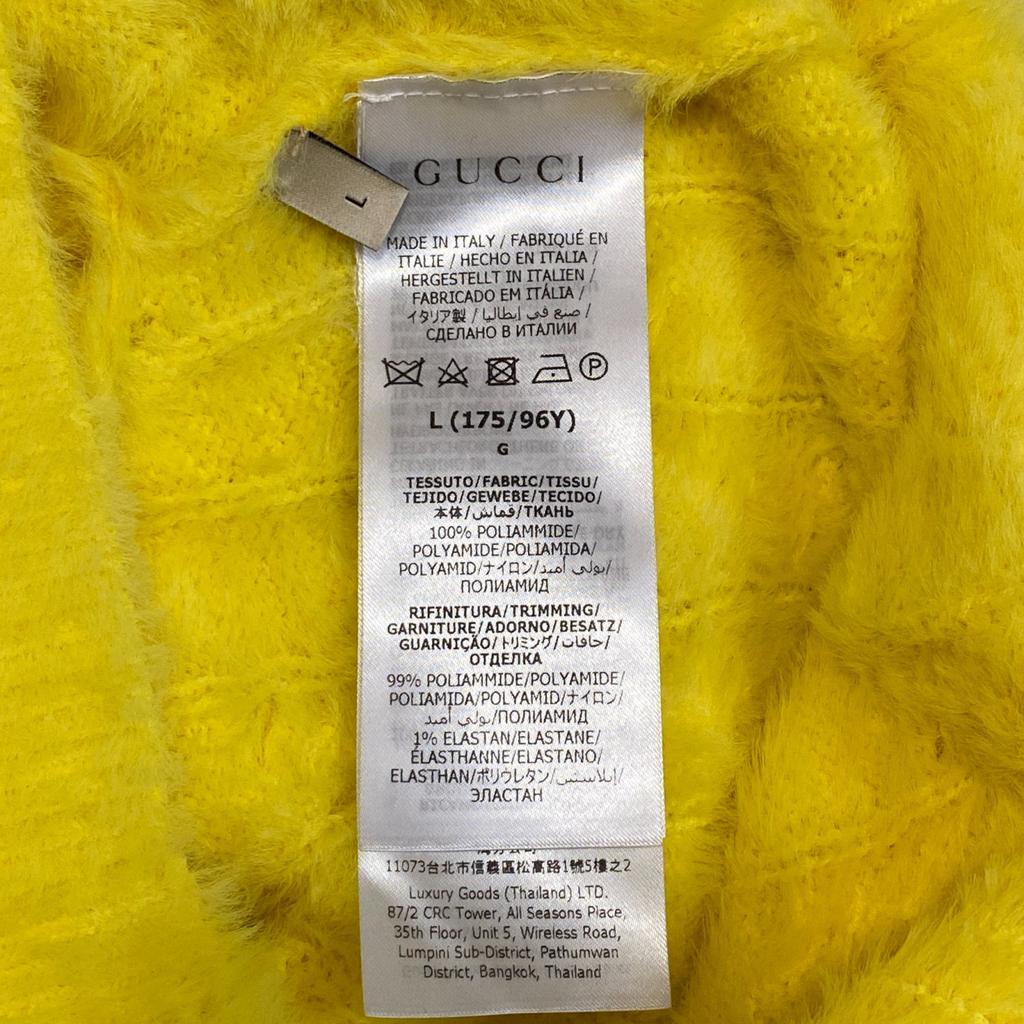 GUCCI
L
MADE IN ITALY / FABRIQUÉ EN
ITALIE / HECHO EN ITALIA /
HERGESTELLT IN ITALIEN /
FABRICADO EM ITÁLIA /
イタリア製 / صنع في إيطاليا /
СДЕЛАНО В ИТАЛИИ
P
L (175/96Y)
G
TESSUTO/FABRIC/TISSU/
TEJIDO/GEWEBE/TECIDO/
本体/قماش/ТКАНЬ
100% POLIAMMIDE/
POLYAMIDE/POLIAMIDA/
POLYAMID/ナイロン/بولي أميد/
ПОЛИАМИД
RIFINITURA/TRIMMING/
GARNITURE/ADORNO/BESATZ/
GUARNIÇÃO/トリミング/حافات/
ОТДЕЛКА
99% POLIAMMIDE/POLYAMIDE/
POLIAMIDA/POLYAMID/ナイロン/
بولي أميد/ПОЛИАМИД
1% ELASTAN/ELASTANE/
ÉLASTHANNE/ELASTANO/
ELASTHAN/ポリウレタン/إيلاستين/
ЭЛАСТАН
11073台北市信義區松高路1號5樓之2
Luxury Goods (Thailand) LTD.
87/2 CRC Tower, All Seasons Place,
35th Floor, Unit 5, Wireless Road,
Lumpini Sub-District, Pathumwan
District, Bangkok, Thailand